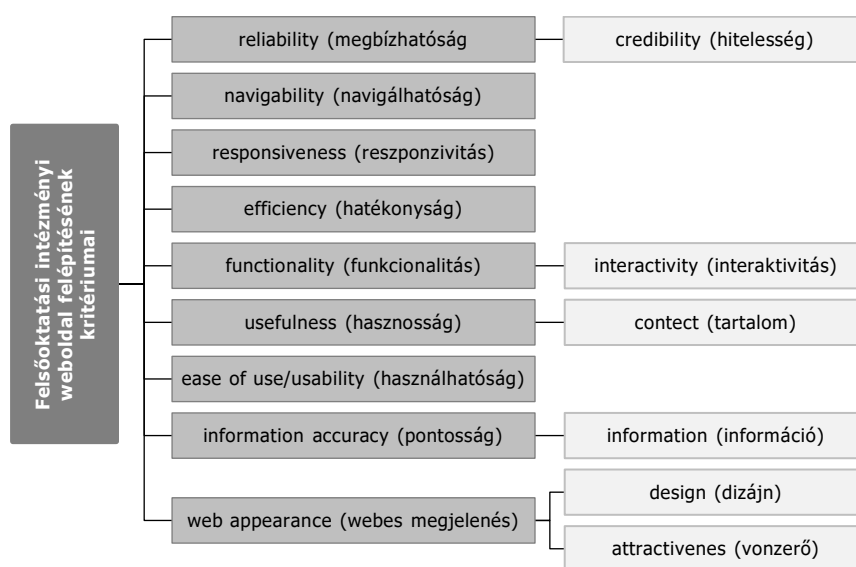 Felsőoktatási intézményi
weboldal felépítésének
kritériumai
reliability (megbízhatóság
credibility (hitelesség)
navigability (navigálhatóság)
responsiveness (reszponzivitás)
efficiency (hatékonyság)
functionality (funkcionalitás)
interactivity (interaktivitás)
usefulness (hasznosság)
contect (tartalom)
ease of use/usability (használhatóság)
information accuracy (pontosság)
information (információ)
web appearance (webes megjelenés)
design (dizájn)
attractivenes (vonzerő)